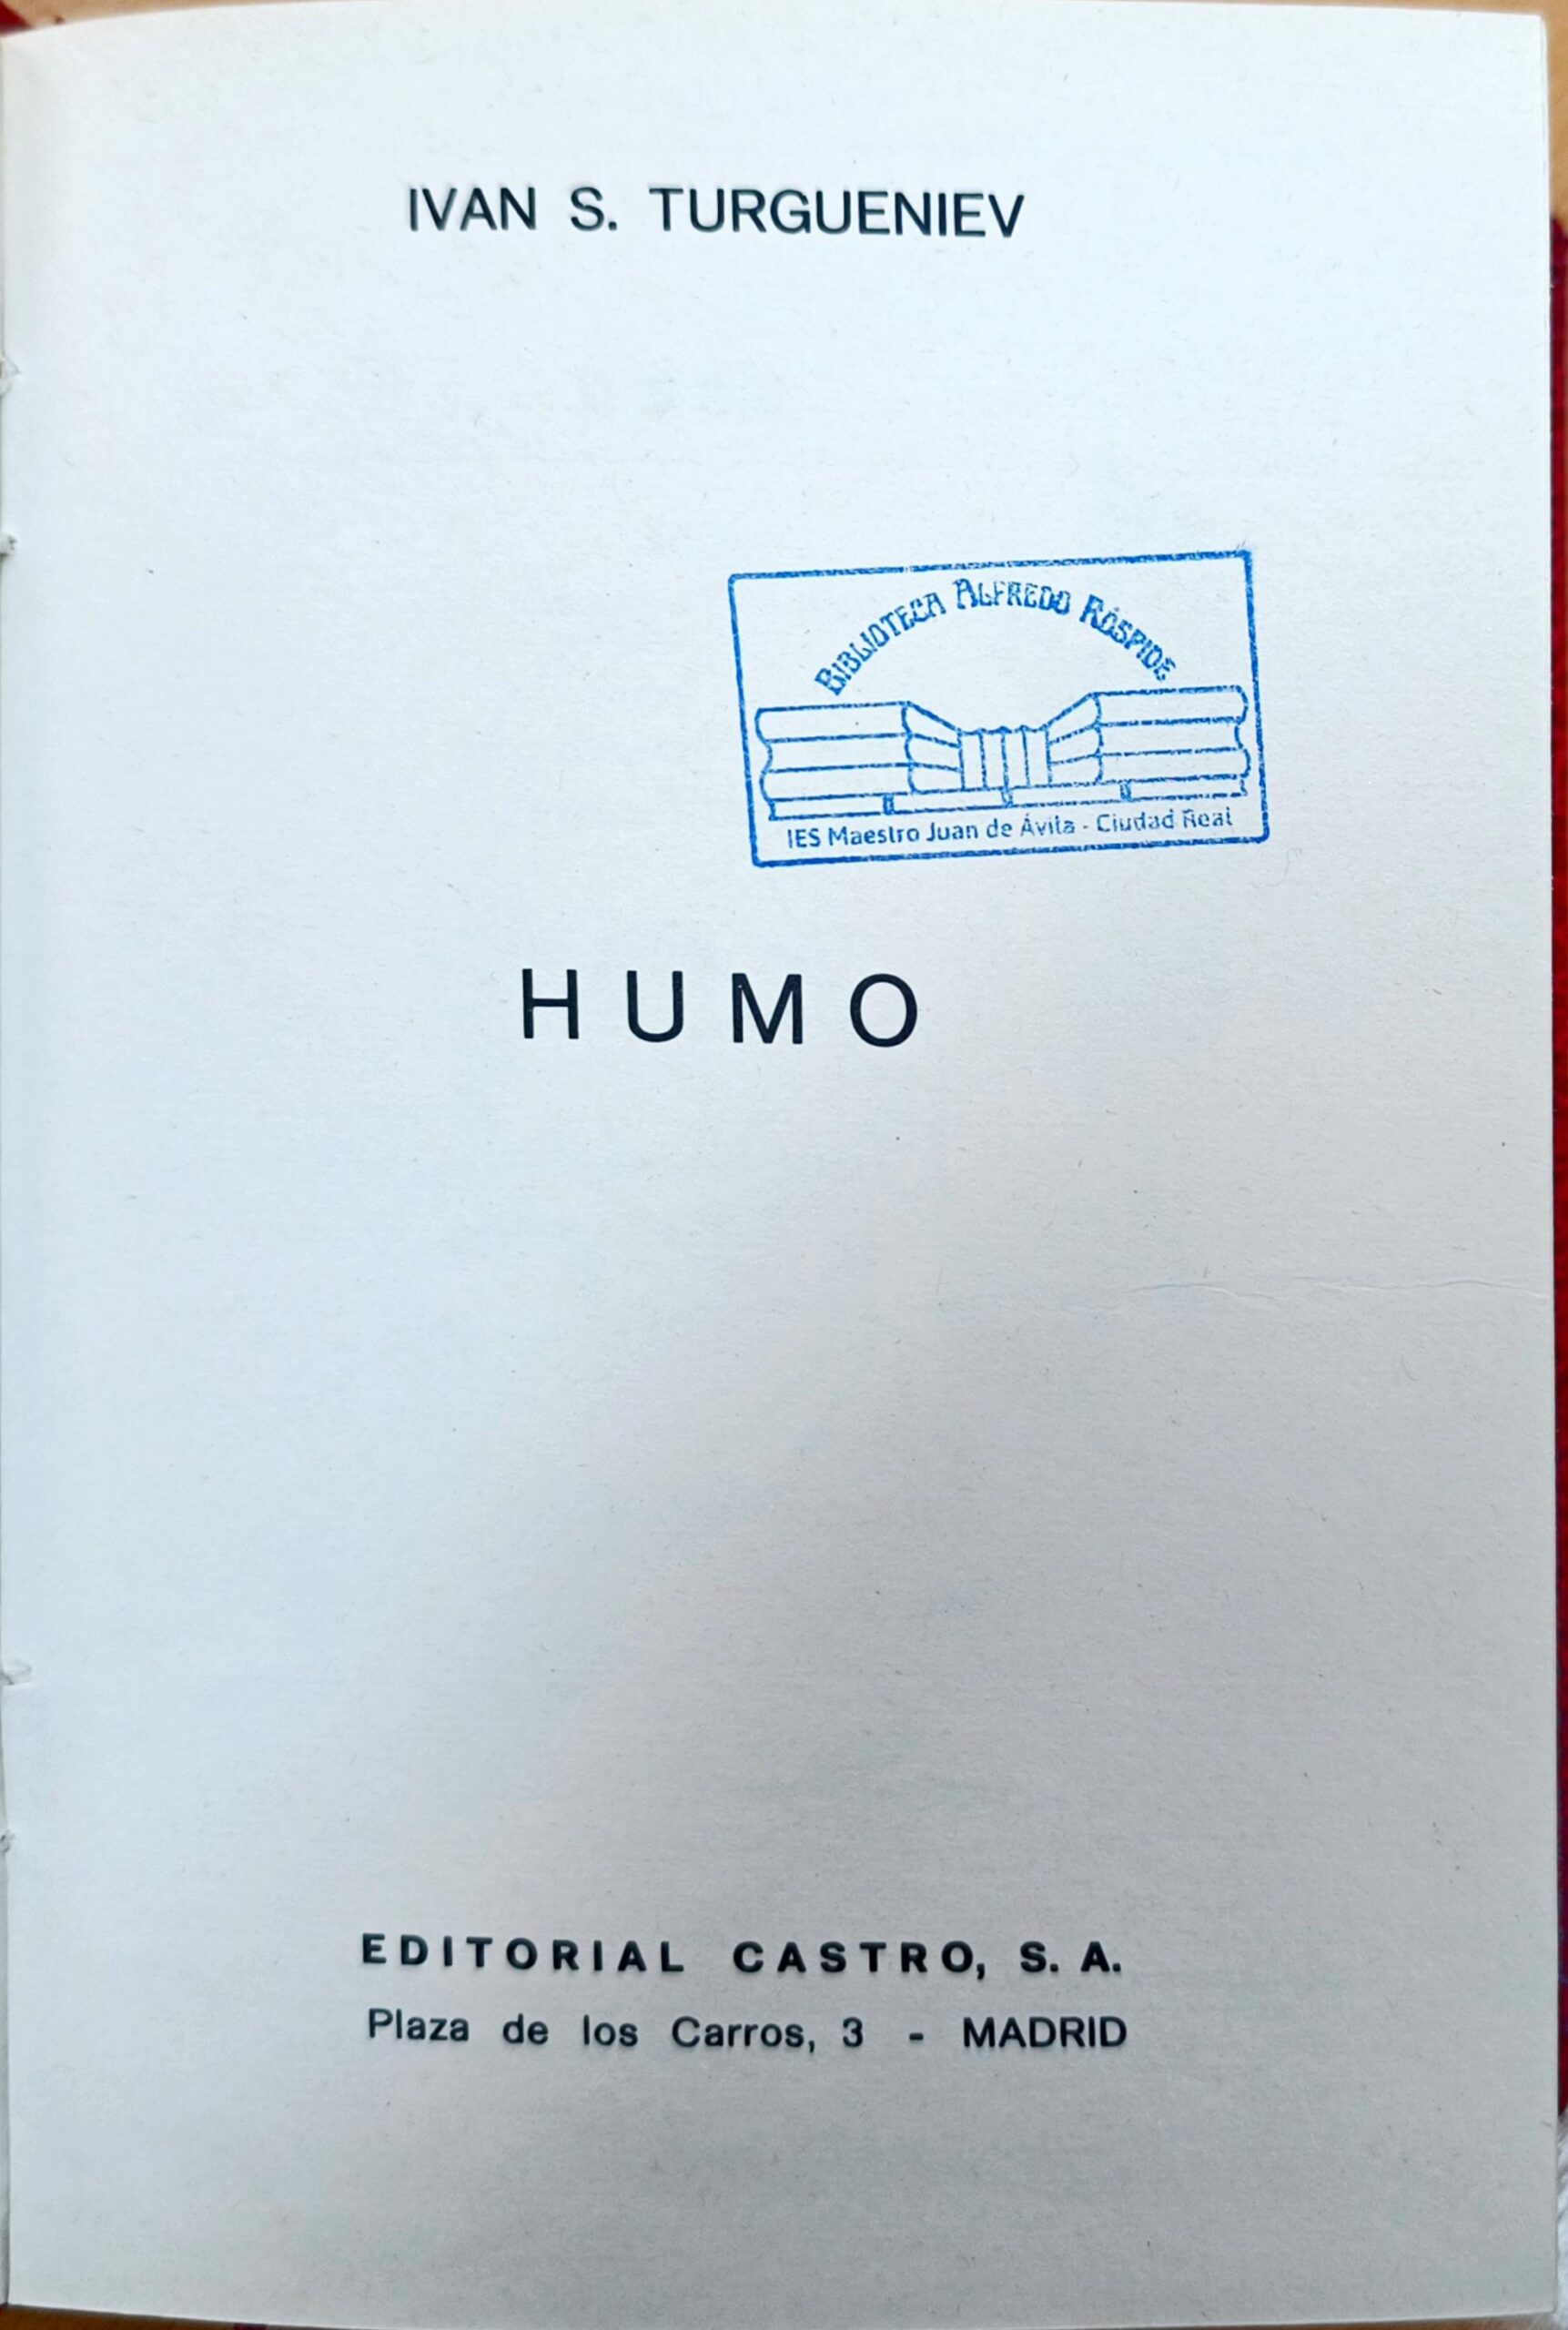 IVAN S. TURGUENIEV
BIBLIOTECA ALFREDO RÓSPIDE
IES Maestro Juan de Ávila - Ciudad Real
HUMO
EDITORIAL CASTRO, S. A.
Plaza de los Carros, 3 - MADRID